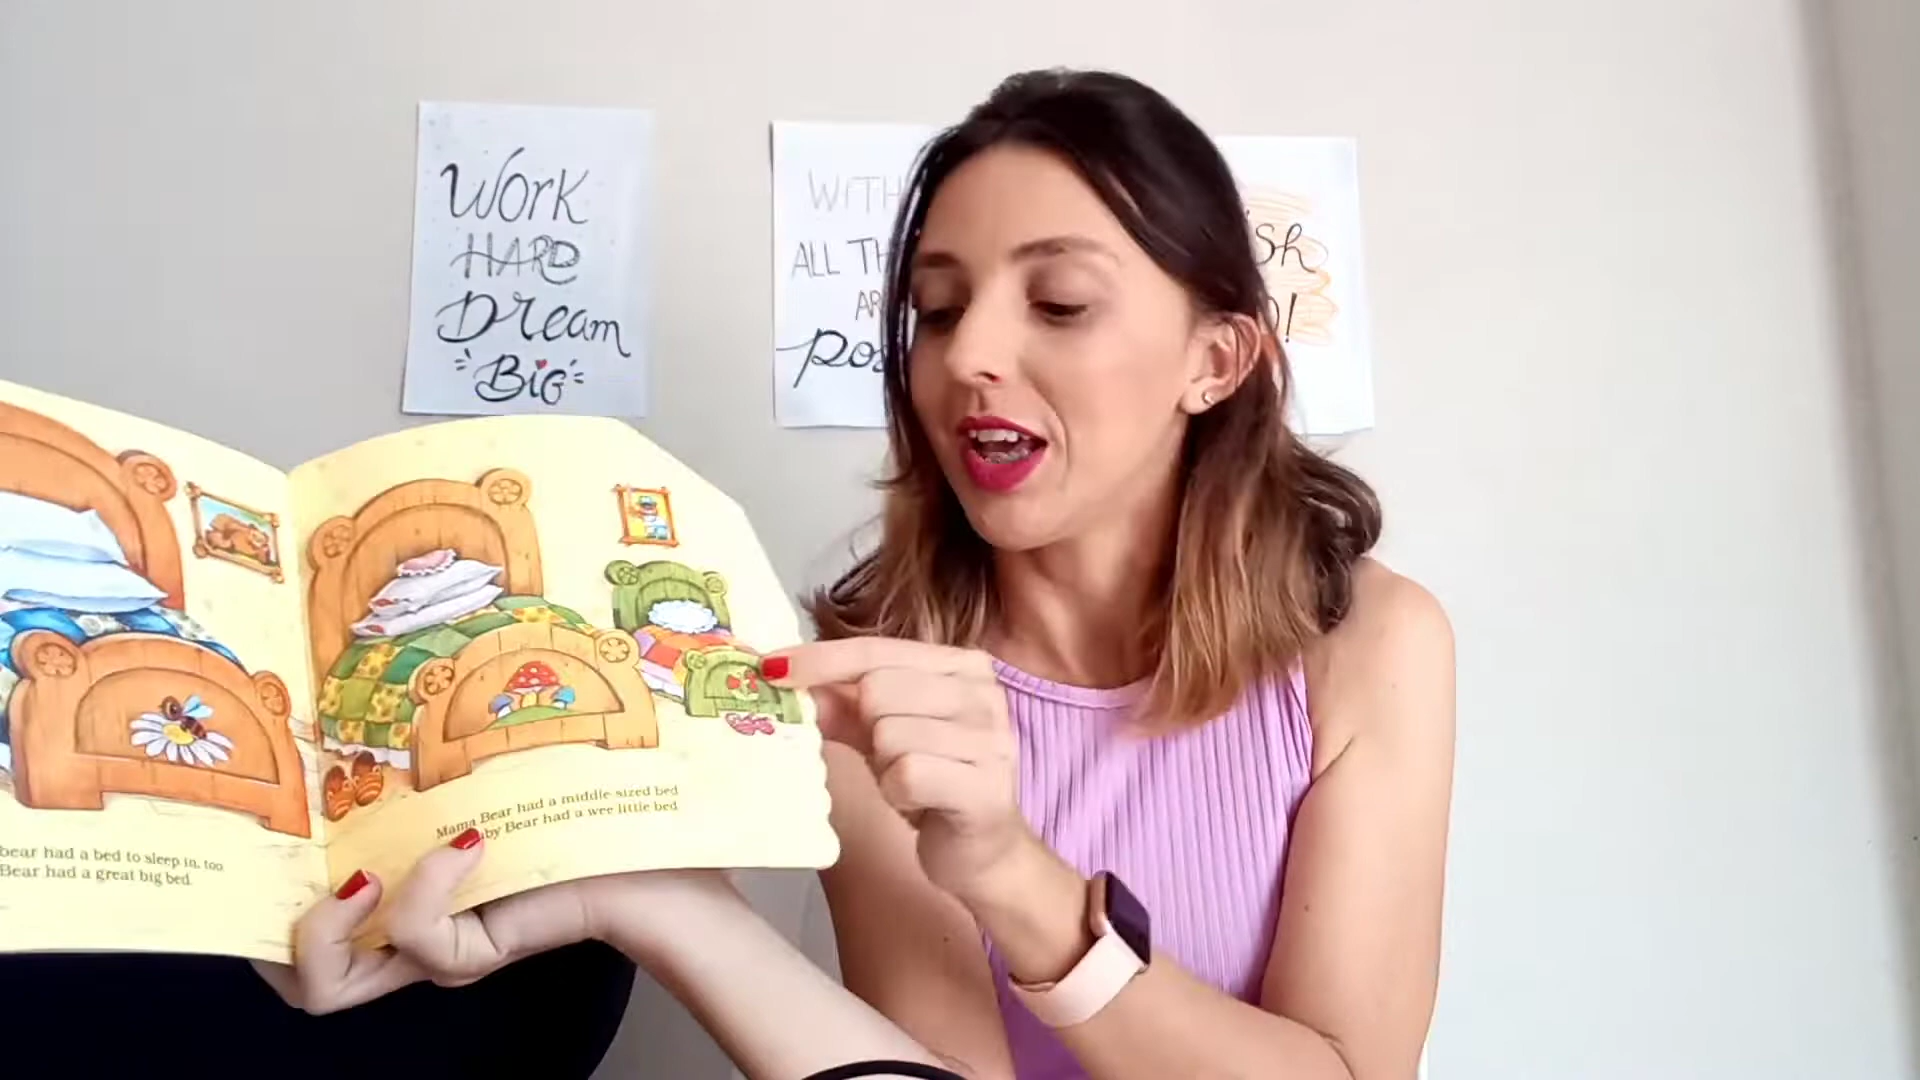 Work
HARD
Dream
BiG
WITH
ALL TH
AR
Pos
sh
!
bear had a bed to sleep in, too.
Bear had a great big bed.
Mama Bear had a middle-sized bed
aby Bear had a wee little bed